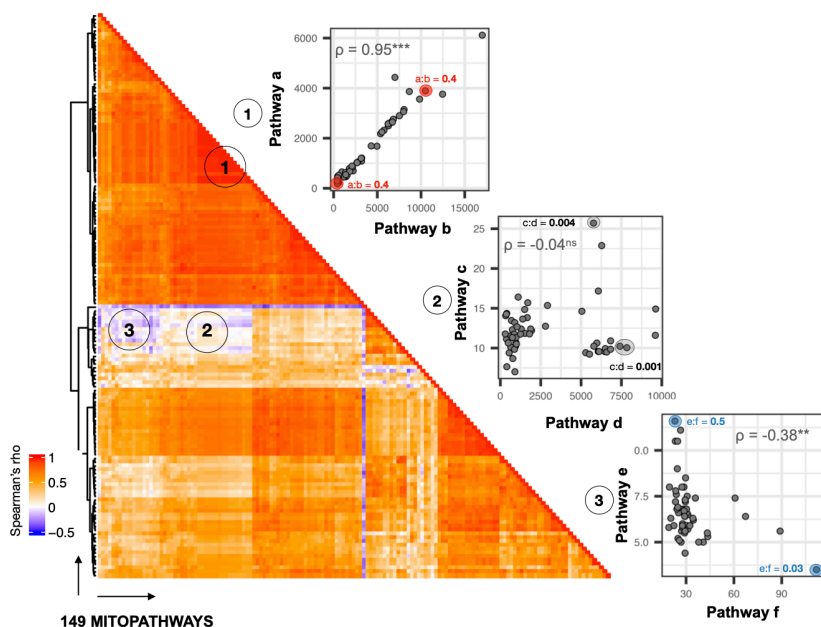 6000
4000
2000
0
Pathway a
ρ = 0.95***
a:b = 0.4
a:b = 0.4
0 5000 10000 15000
Pathway b
1
1
25
20
15
10
Pathway c
c:d = 0.004
ρ = -0.04ns
c:d = 0.001
0 2500 5000 7500 10000
Pathway d
2
3
2
0.0
7.5
5.0
Pathway e
e:f = 0.5
ρ = -0.38**
e:f = 0.03
30 60 90
Pathway f
3
Spearman's rho
1
0.5
0
−0.5
149 MITOPATHWAYS